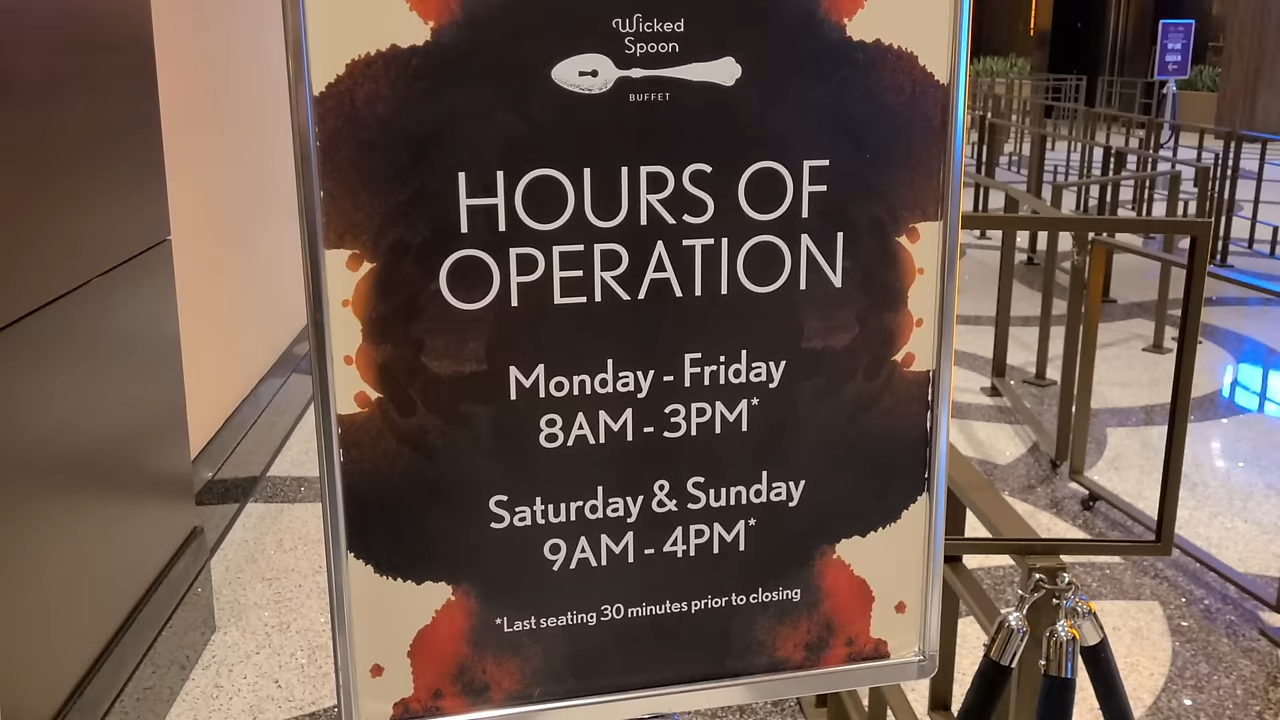 Wicked
Spoon
BUFFET
HOURS OF
OPERATION
Monday - Friday
8AM - 3PM*
Saturday & Sunday
9AM - 4PM*
*Last seating 30 minutes prior to closing